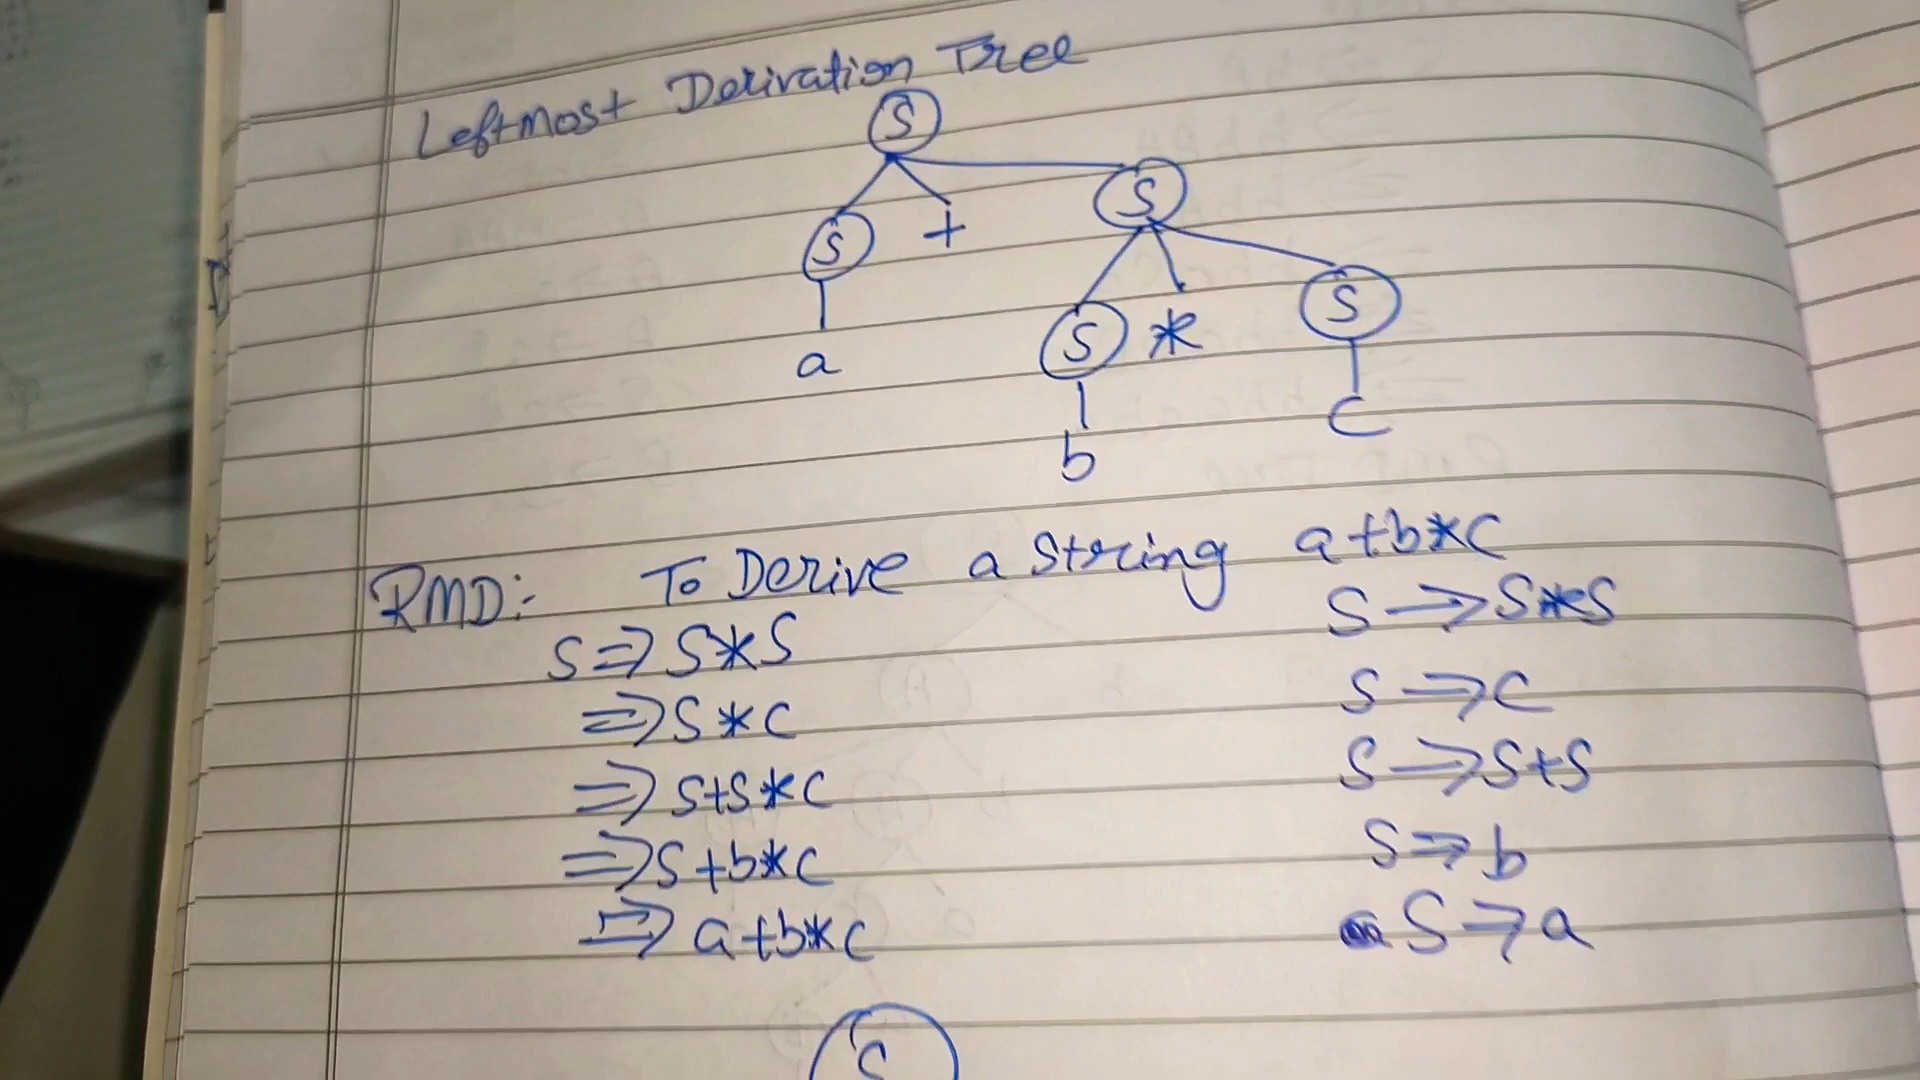 Leftmost Derivation Tree
S
S + S
a S * S
b C
RMD:- To Derive a String a+b*c
S ⇒ S*S S → S*S
⇒ S*C S → C
⇒ S+S*C S → S+S
⇒ S+b*C S → b
⇒ a+b*C S → a
S